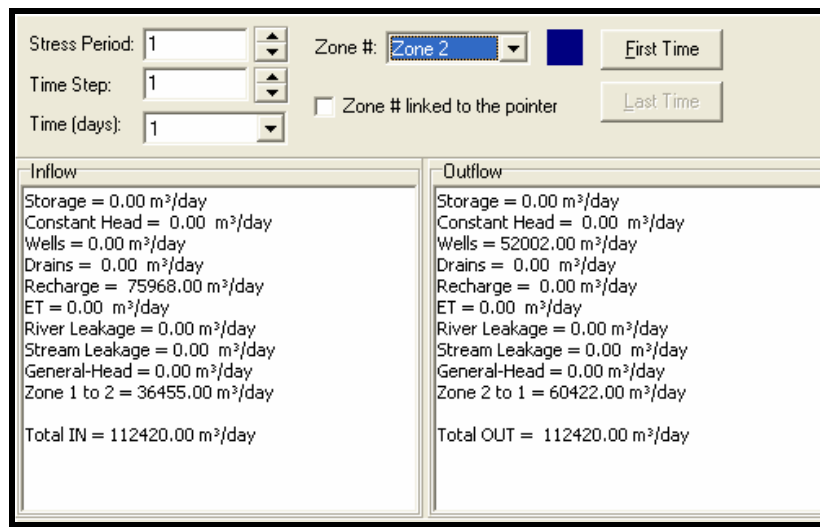 Stress Period: 1
Zone #: Zone 2
First Time
Time Step: 1
Zone # linked to the pointer
Last Time
Time (days): 1
Inflow
Storage = 0.00 m³/day
Constant Head = 0.00 m³/day
Wells = 0.00 m³/day
Drains = 0.00 m³/day
Recharge = 75968.00 m³/day
ET = 0.00 m³/day
River Leakage = 0.00 m³/day
Stream Leakage = 0.00 m³/day
General-Head = 0.00 m³/day
Zone 1 to 2 = 36455.00 m³/day
Total IN = 112420.00 m³/day
Outflow
Storage = 0.00 m³/day
Constant Head = 0.00 m³/day
Wells = 52002.00 m³/day
Drains = 0.00 m³/day
Recharge = 0.00 m³/day
ET = 0.00 m³/day
River Leakage = 0.00 m³/day
Stream Leakage = 0.00 m³/day
General-Head = 0.00 m³/day
Zone 2 to 1 = 60422.00 m³/day
Total OUT = 112420.00 m³/day